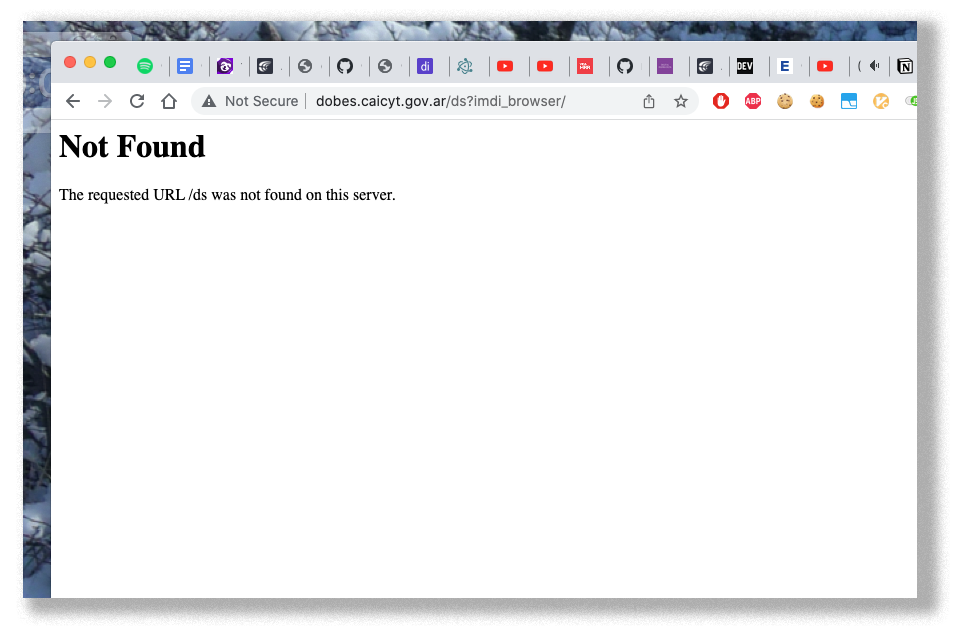 di
DEV
E
(
N
Not Secure
dobes.caicyt.gov.ar/ds?imdi_browser/
ABP
Not Found
The requested URL /ds was not found on this server.